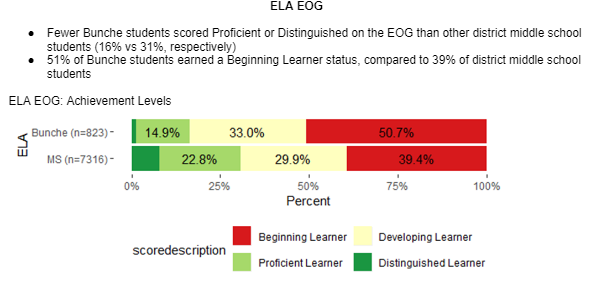 ELA EOG
● Fewer Bunche students scored Proficient or Distinguished on the EOG than other district middle school
students (16% vs 31%, respectively)
● 51% of Bunche students earned a Beginning Learner status, compared to 39% of district middle school
students
ELA EOG: Achievement Levels
ELA
Bunche (n=823)
14.9%
33.0%
50.7%
MS (n=7316)
22.8%
29.9%
39.4%
0% 25% 50% 75% 100%
Percent
scoredescription
Beginning Learner
Developing Learner
Proficient Learner
Distinguished Learner